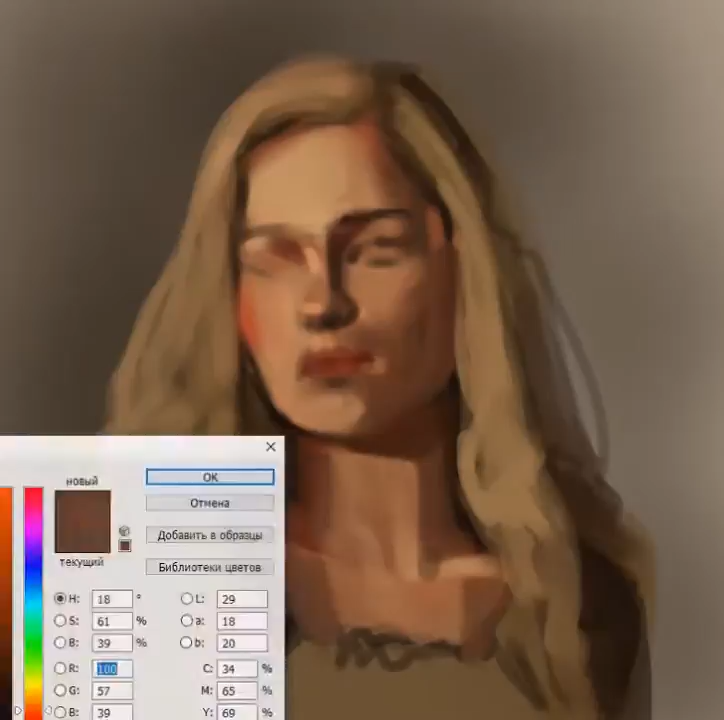 новый
OK
Отмена
Добавить в образцы
текущий
Библиотеки цветов
H: 18 ° L: 29
S: 61 % a: 18
B: 39 % b: 20
R: 100 C: 34 %
G: 57 M: 65 %
B: 39 Y: 69 %